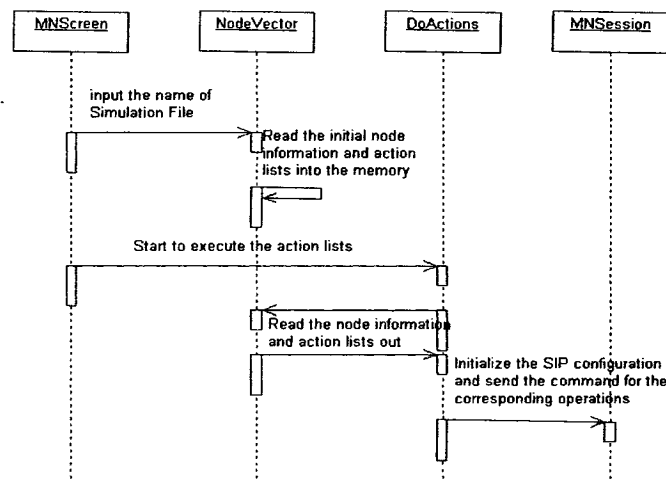 MNScreen
NodeVector
DoActions
MNSession
input the name of
Simulation File
Read the initial node
information and action
lists into the memory
Start to execute the action lists
Read the node information
and action lists out
Initialize the SIP configuration
and send the command for the
corresponding operations